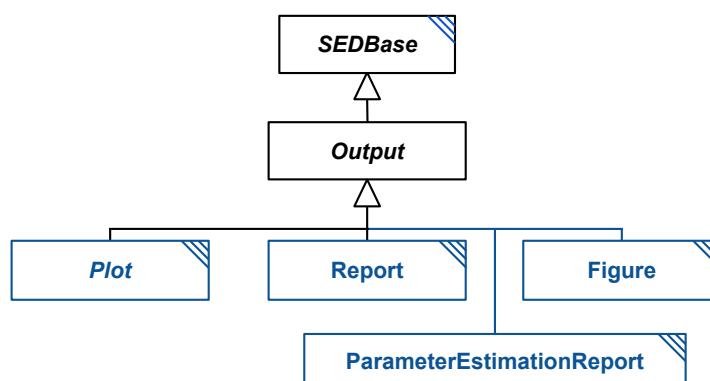 SEDBase
Output
Plot
Report
Figure
ParameterEstimationReport